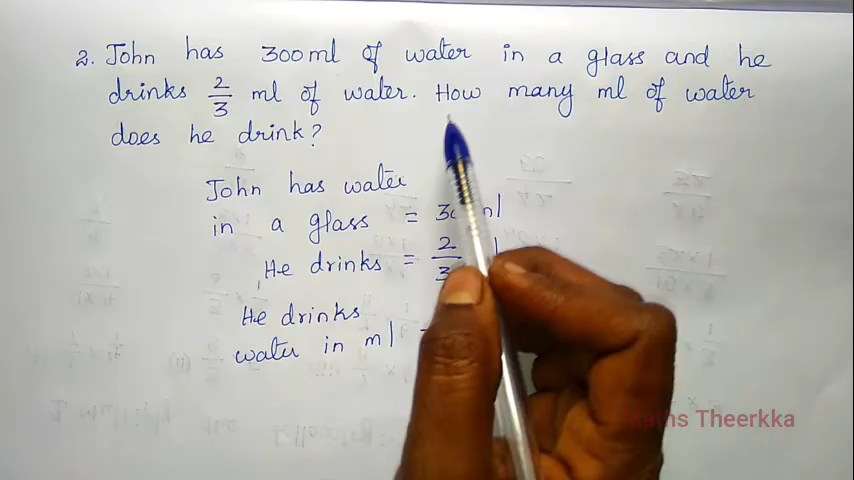 2. John has 300ml of water in a glass and he
drinks 2/3 ml of water. How many ml of water
does he drink?
John has water
in a glass = 30 ml
He drinks = 2/3
He drinks
water in ml
Maths Theerkka